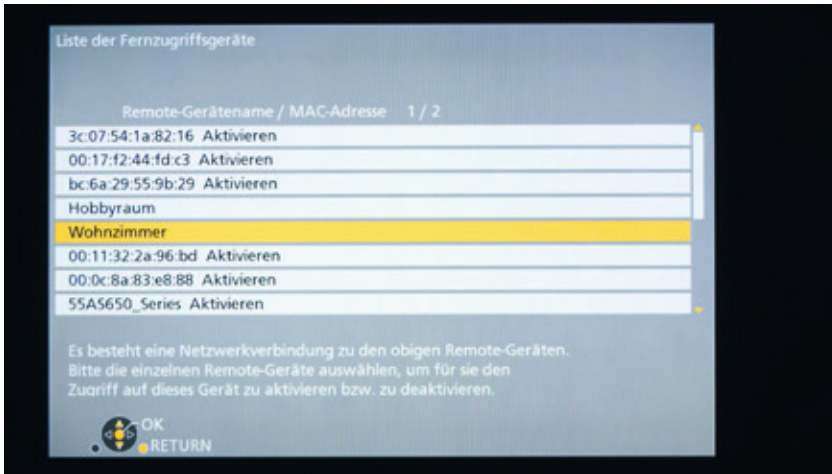 Liste der Fernzugriffsgeräte
Remote-Gerätename / MAC-Adresse 1 / 2
3c:07:54:1a:82:16 Aktivieren
00:17:f2:44:fd:c3 Aktivieren
bc:6a:29:55:9b:29 Aktivieren
Hobbyraum
Wohnzimmer
00:11:32:2a:96:bd Aktivieren
00:0c:8a:83:e8:88 Aktivieren
55AS650_Series Aktivieren
Es besteht eine Netzwerkverbindung zu den obigen Remote-Geräten.
Bitte die einzelnen Remote-Geräte auswählen, um für sie den
Zugriff auf dieses Gerät zu aktivieren bzw. zu deaktivieren.
OK
RETURN